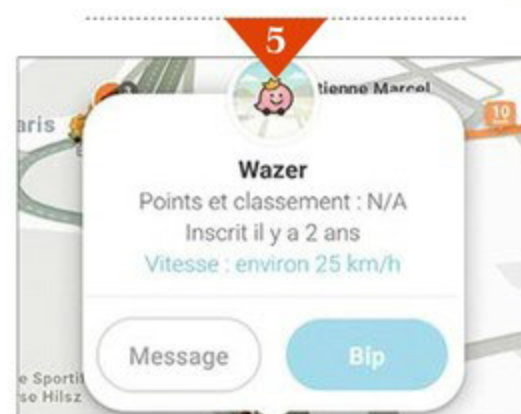 5
tienne Marcel
aris
10
Wazer
Points et classement : N/A
Inscrit il y a 2 ans
Vitesse : environ 25 km/h
Message
Bip
e Sporti
se Hilsz